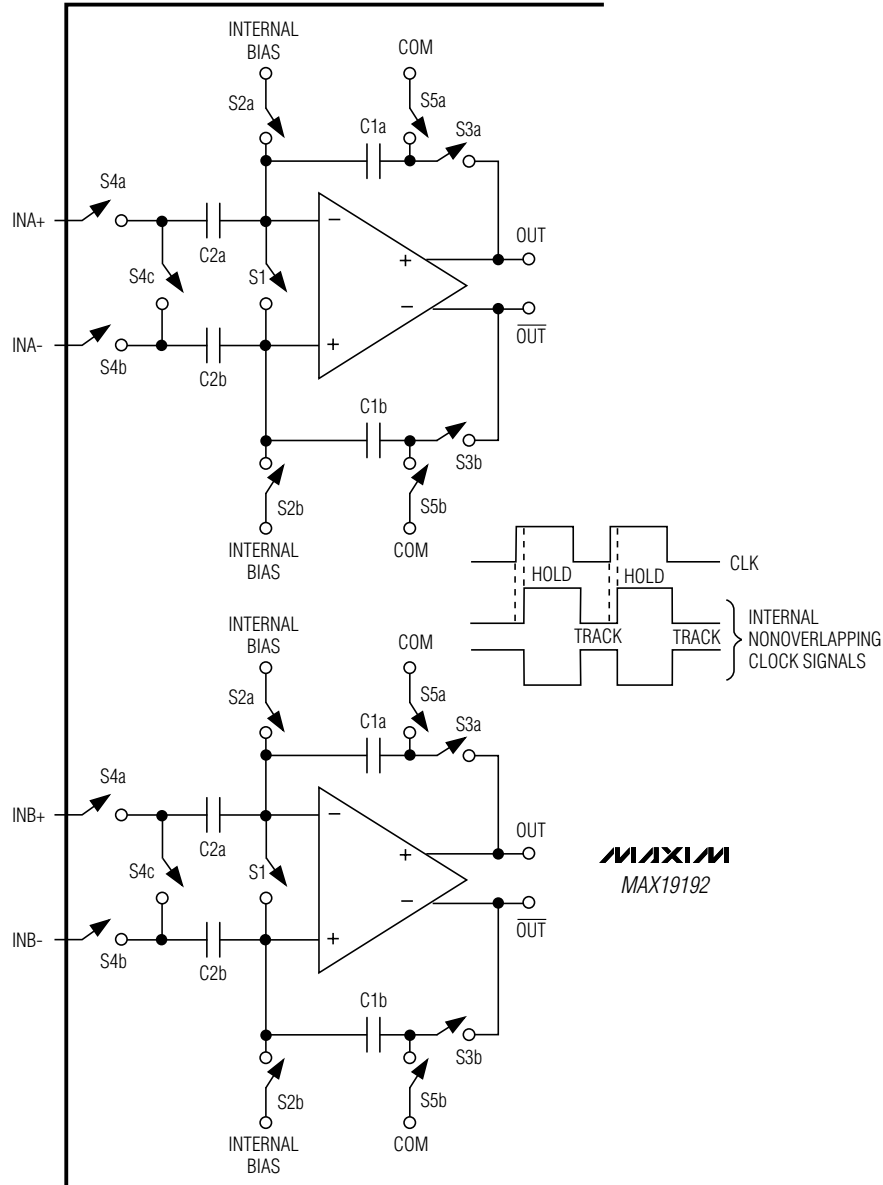 INTERNAL
BIAS
COM
S2a
S5a
C1a
S3a
S4a
INA+
C2a
−
OUT
S4c
S1
+
−
OUT
INA-
S4b
C2b
+
C1b
S3b
S2b
S5b
INTERNAL
BIAS
COM
CLK
HOLD
HOLD
TRACK
TRACK
INTERNAL
NONOVERLAPPING
CLOCK SIGNALS
INTERNAL
BIAS
COM
S2a
S5a
C1a
S3a
S4a
INB+
C2a
−
OUT
S4c
S1
+
−
OUT
INB-
S4b
C2b
+
C1b
S3b
S2b
S5b
INTERNAL
BIAS
COM
MAXIM
MAX19192